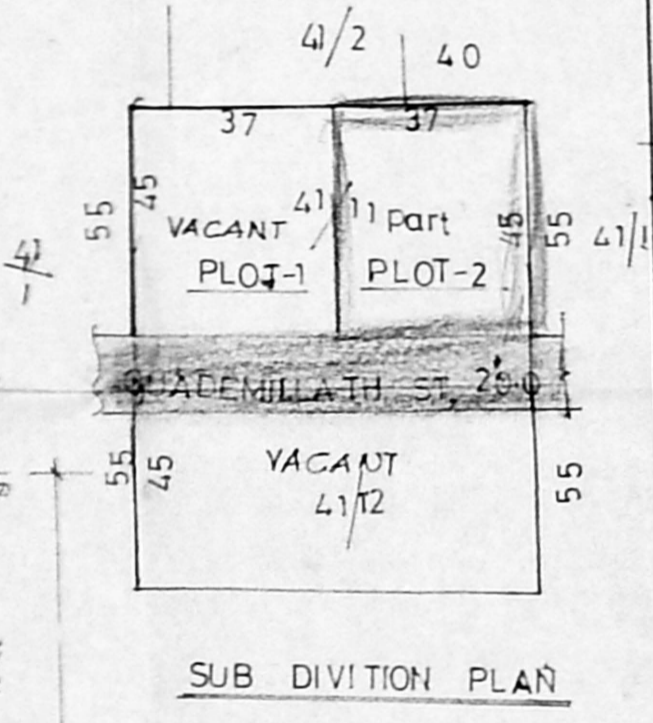 41/2 40
37 37
55 45 VACANT 41/11 part 45 55 41/1
41/1 PLOT-1 PLOT-2
QUADEMILLATH. ST, 20.0
55 45 VACANT 55
41/12
SUB DIVITION PLAN